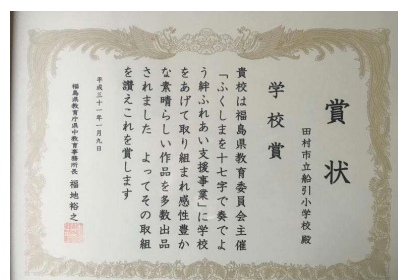 賞状
田村市立船引小学校殿
学校賞
貴校は福島県教育委員会主催
「ふくしまを十七字で奏でよ
う絆ふれあい支援事業」に学校
をあげて取り組まれ感性豊か
な素晴らしい作品を多数出品
されました　よってその取組
を讃えこれを賞します
平成三十一年一月九日
福島県教育庁県中教育事務所長　福地裕之